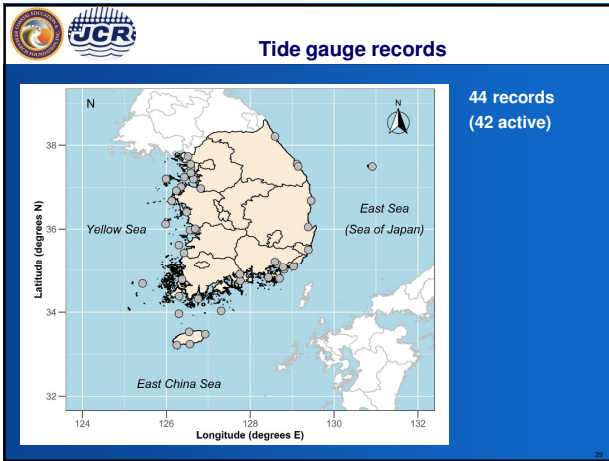 JCR
Tide gauge records
44 records
(42 active)
N
N
38
36
34
32
Latitude (degrees N)
Yellow Sea
East Sea
(Sea of Japan)
East China Sea
124
126
128
130
132
Longitude (degrees E)
29